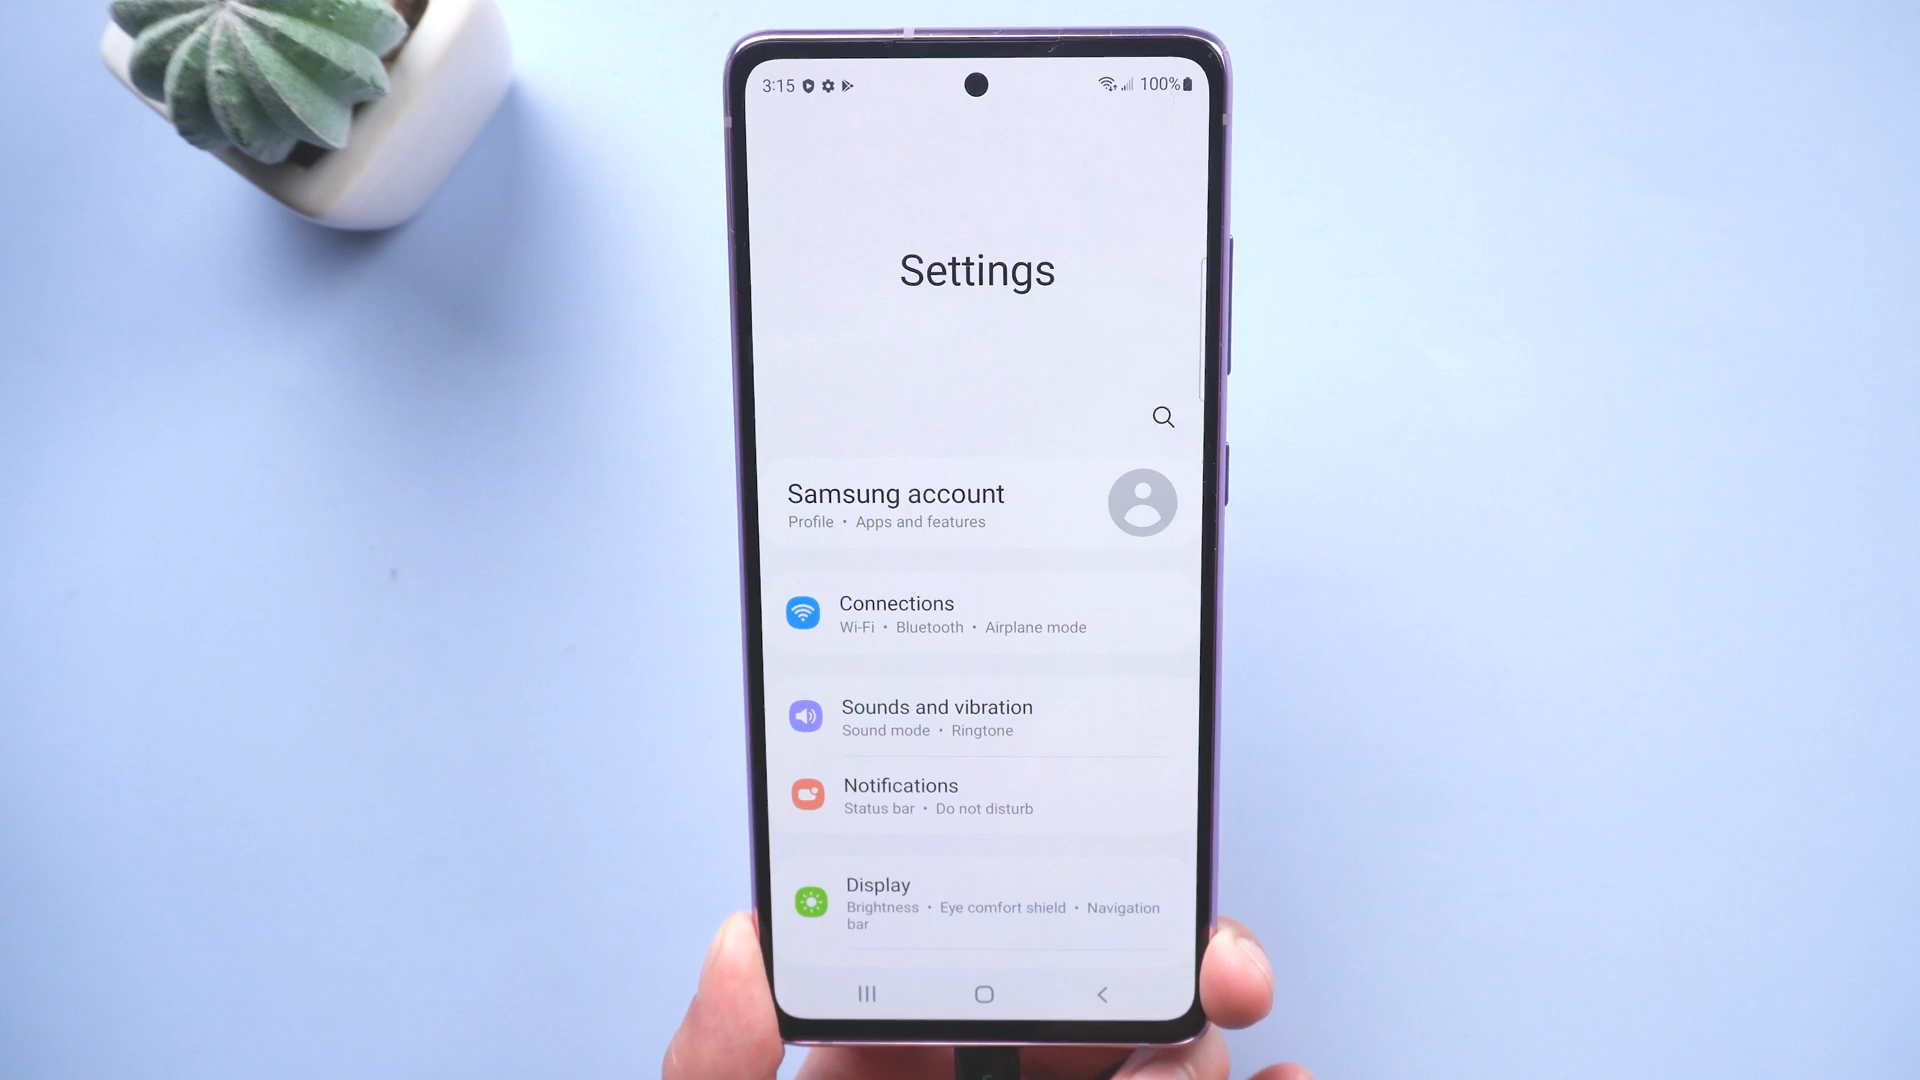 3:15 100%
Settings
Samsung account
Profile • Apps and features
Connections
Wi-Fi • Bluetooth • Airplane mode
Sounds and vibration
Sound mode • Ringtone
Notifications
Status bar • Do not disturb
Display
Brightness • Eye comfort shield • Navigation
bar